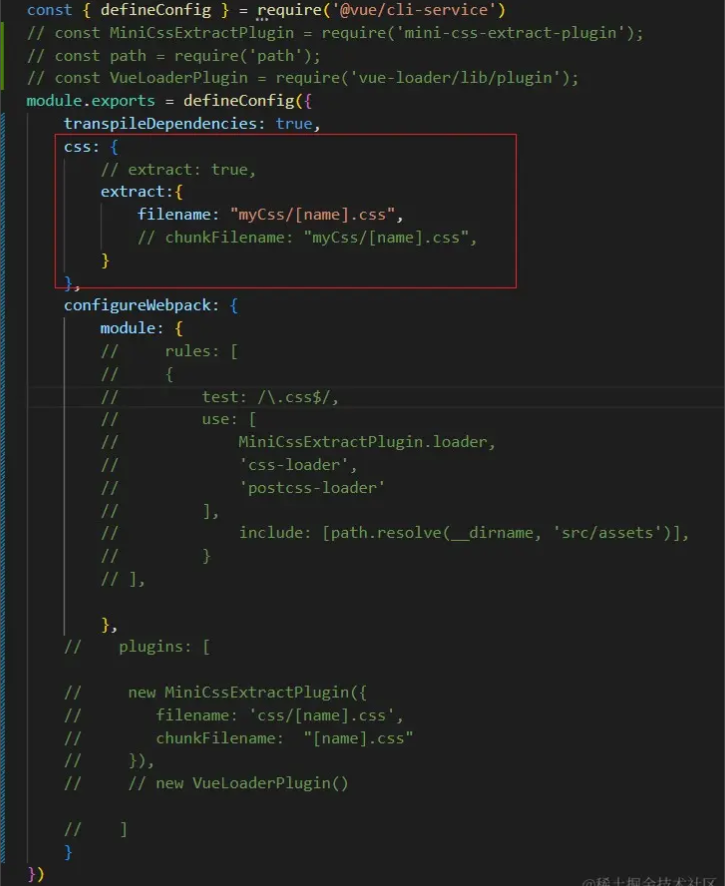 const { defineConfig } = require('@vue/cli-service')
// const MiniCssExtractPlugin = require('mini-css-extract-plugin');
// const path = require('path');
// const VueLoaderPlugin = require('vue-loader/lib/plugin');
module.exports = defineConfig({
    transpileDependencies: true,
    css: {
        // extract: true,
        extract:{
            filename: "myCss/[name].css",
            // chunkFilename: "myCss/[name].css",
        }
    },
    configureWebpack: {
        module: {
        //     rules: [
        //     {
        //         test: /\.css$/,
        //         use: [
        //             MiniCssExtractPlugin.loader,
        //             'css-loader',
        //             'postcss-loader'
        //         ],
        //             include: [path.resolve(__dirname, 'src/assets')],
        //         }
        // ],
        },
    //    plugins: [
    //     new MiniCssExtractPlugin({
    //        filename: 'css/[name].css',
    //        chunkFilename:  "[name].css"
    //     }),
    //     // new VueLoaderPlugin()
    //    ]
    }
})
@稀土掘金技术社区